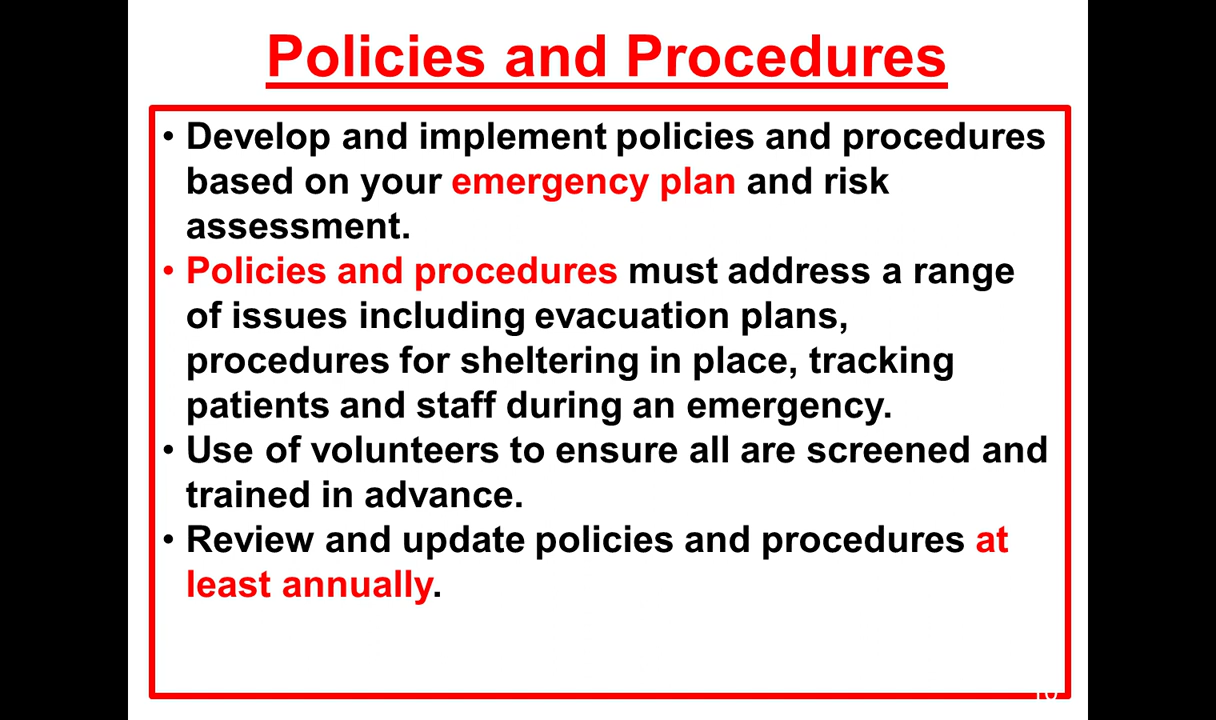 Policies and Procedures
• Develop and implement policies and procedures
based on your emergency plan and risk
assessment.
• Policies and procedures must address a range
of issues including evacuation plans,
procedures for sheltering in place, tracking
patients and staff during an emergency.
• Use of volunteers to ensure all are screened and
trained in advance.
• Review and update policies and procedures at
least annually.